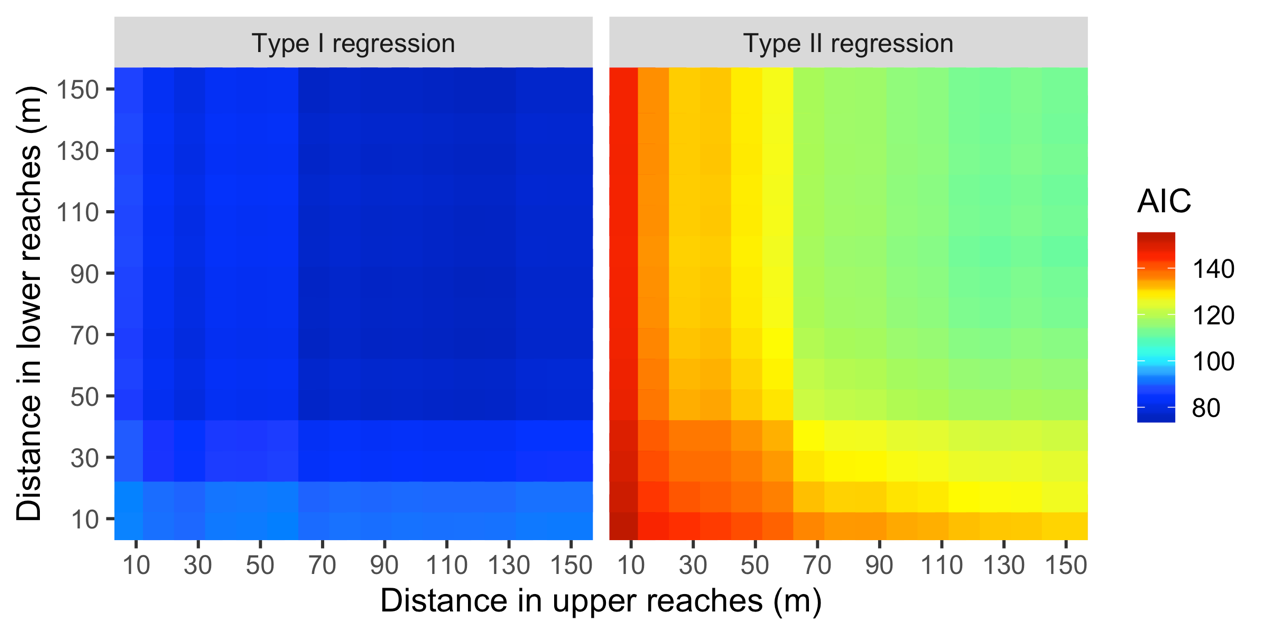 Type I regression
Type II regression
Distance in lower reaches (m)
150
130
110
90
70
50
30
10
10 30 50 70 90 110 130 150
10 30 50 70 90 110 130 150
Distance in upper reaches (m)
AIC
140
120
100
80